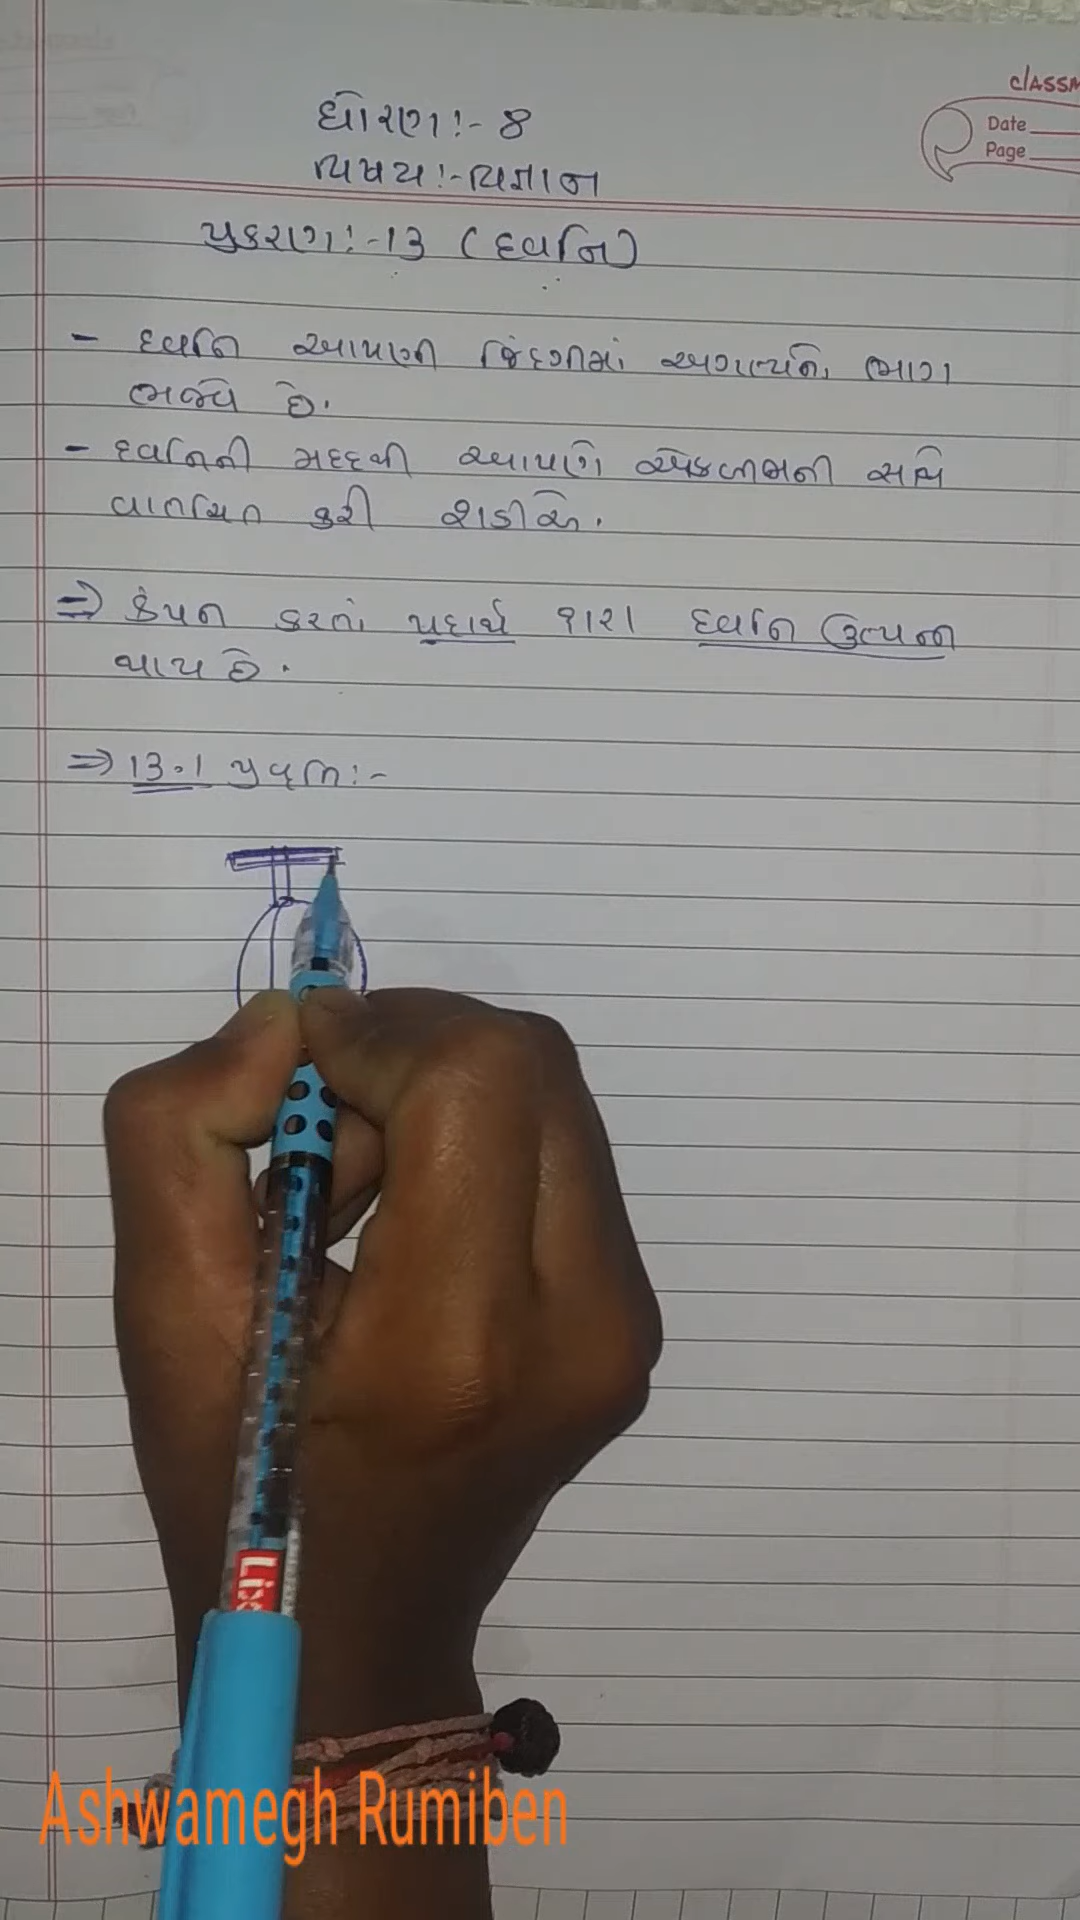 classm
Date
Page
ધોરણ:- 8
વિષય:- વિજ્ઞાન
પ્રકરણ:- 13 (ધ્વનિ)
- ધ્વનિ આપણી જિંદગીમાં અગત્યનો ભાગ
ભજવે છે.
- ધ્વનિની મદદથી આપણે એકબીજાની સાથે
વાતચિત કરી શકીએ.
⇒ કંપન કરતાં પદાર્થ દ્વારા ધ્વનિ ઉત્પન્ન
થાય છે.
⇒ 13.1 પ્રવૃત્તિ:-
Lin
Ashwamegh Rumiben